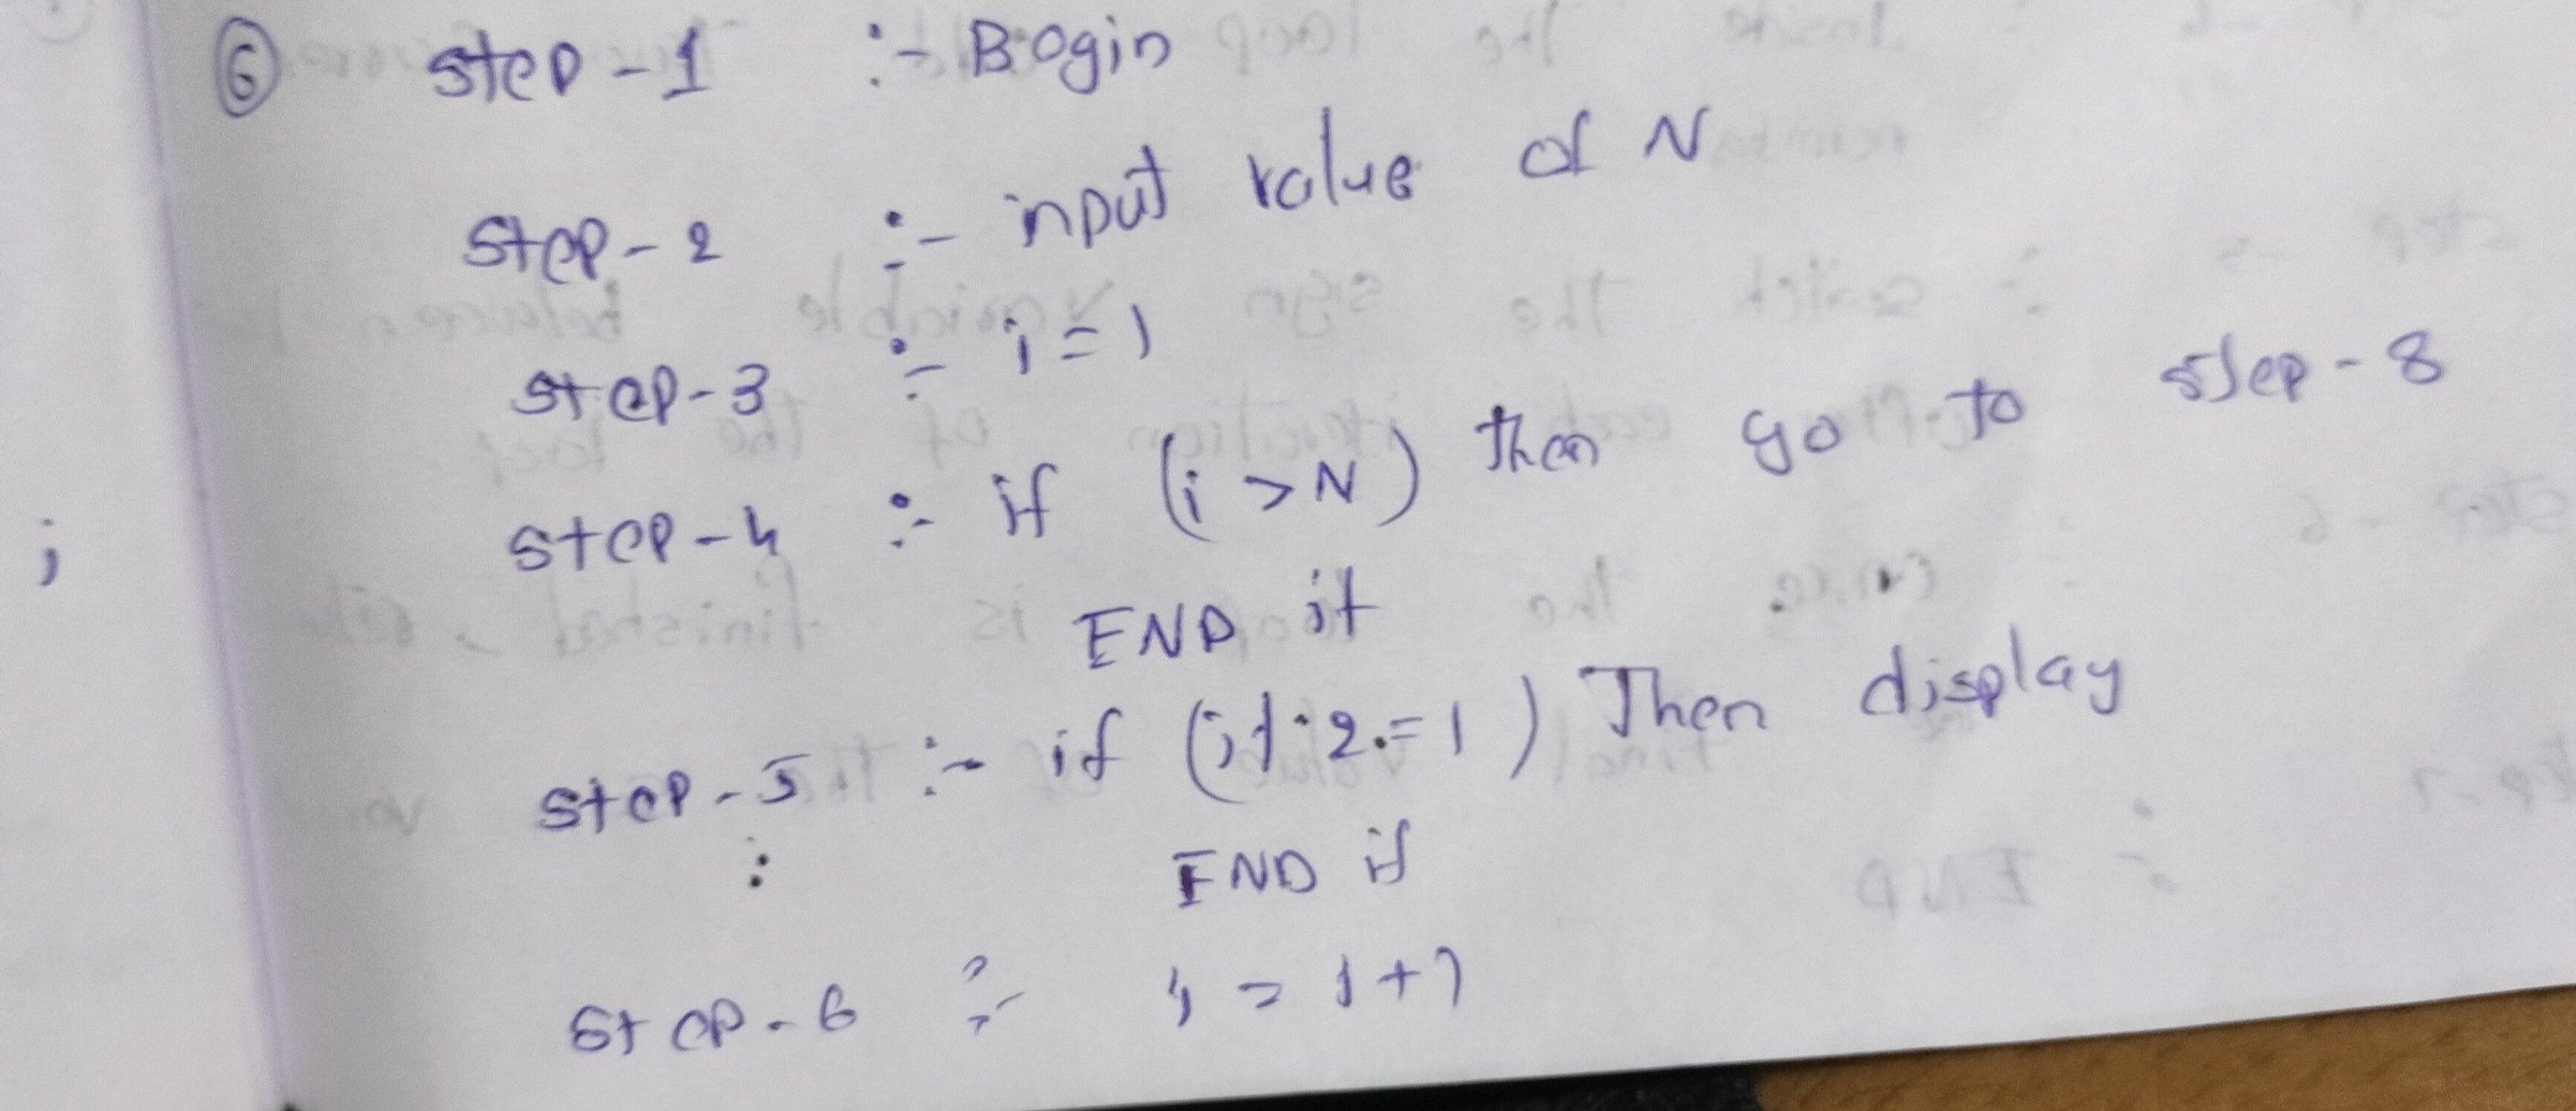 ⑥ step-1 :- Begin
step-2 :- input value of N
step-3 :- i=1
step-4 :- if (i>N) then go to step-8
END if
step-5 :- if (i%2=1) Then display
:
END if
step-6 :- i=i+1
;